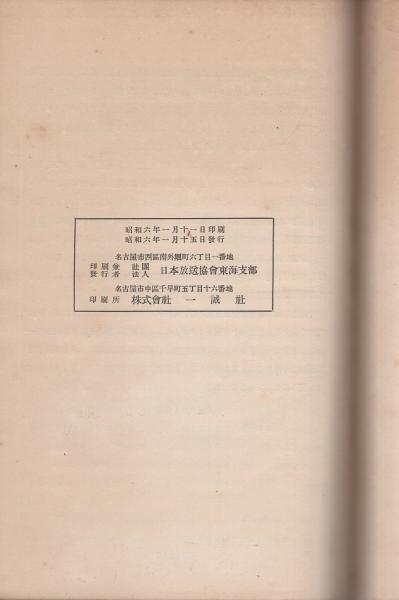 昭和六年一月十一日印刷
昭和六年一月十五日發行
名古屋市西區南外堀町六丁目一番地
印刷兼發行者 社團法人 日本放送協會東海支部
名古屋市中區千早町五丁目十六番地
印刷所 株式會社一誠社